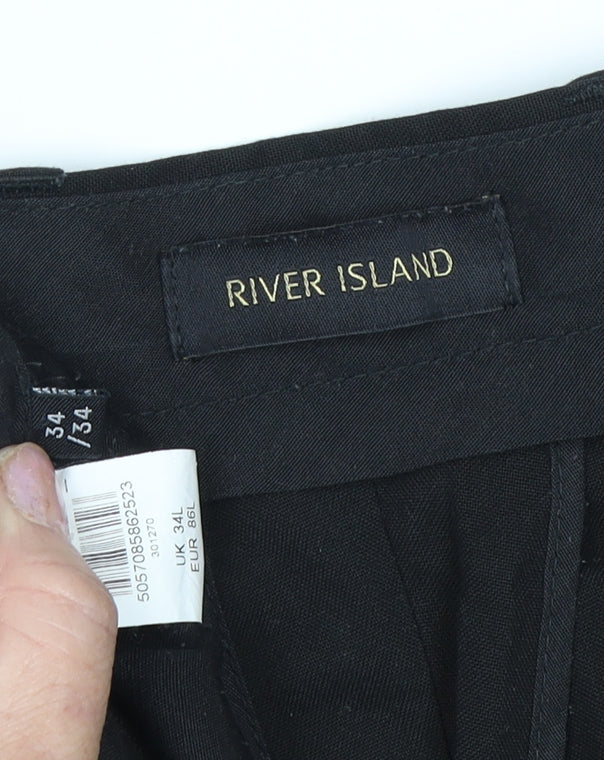 RIVER ISLAND
34
/34
5057085862523
301270
UK 34L
EUR 86L